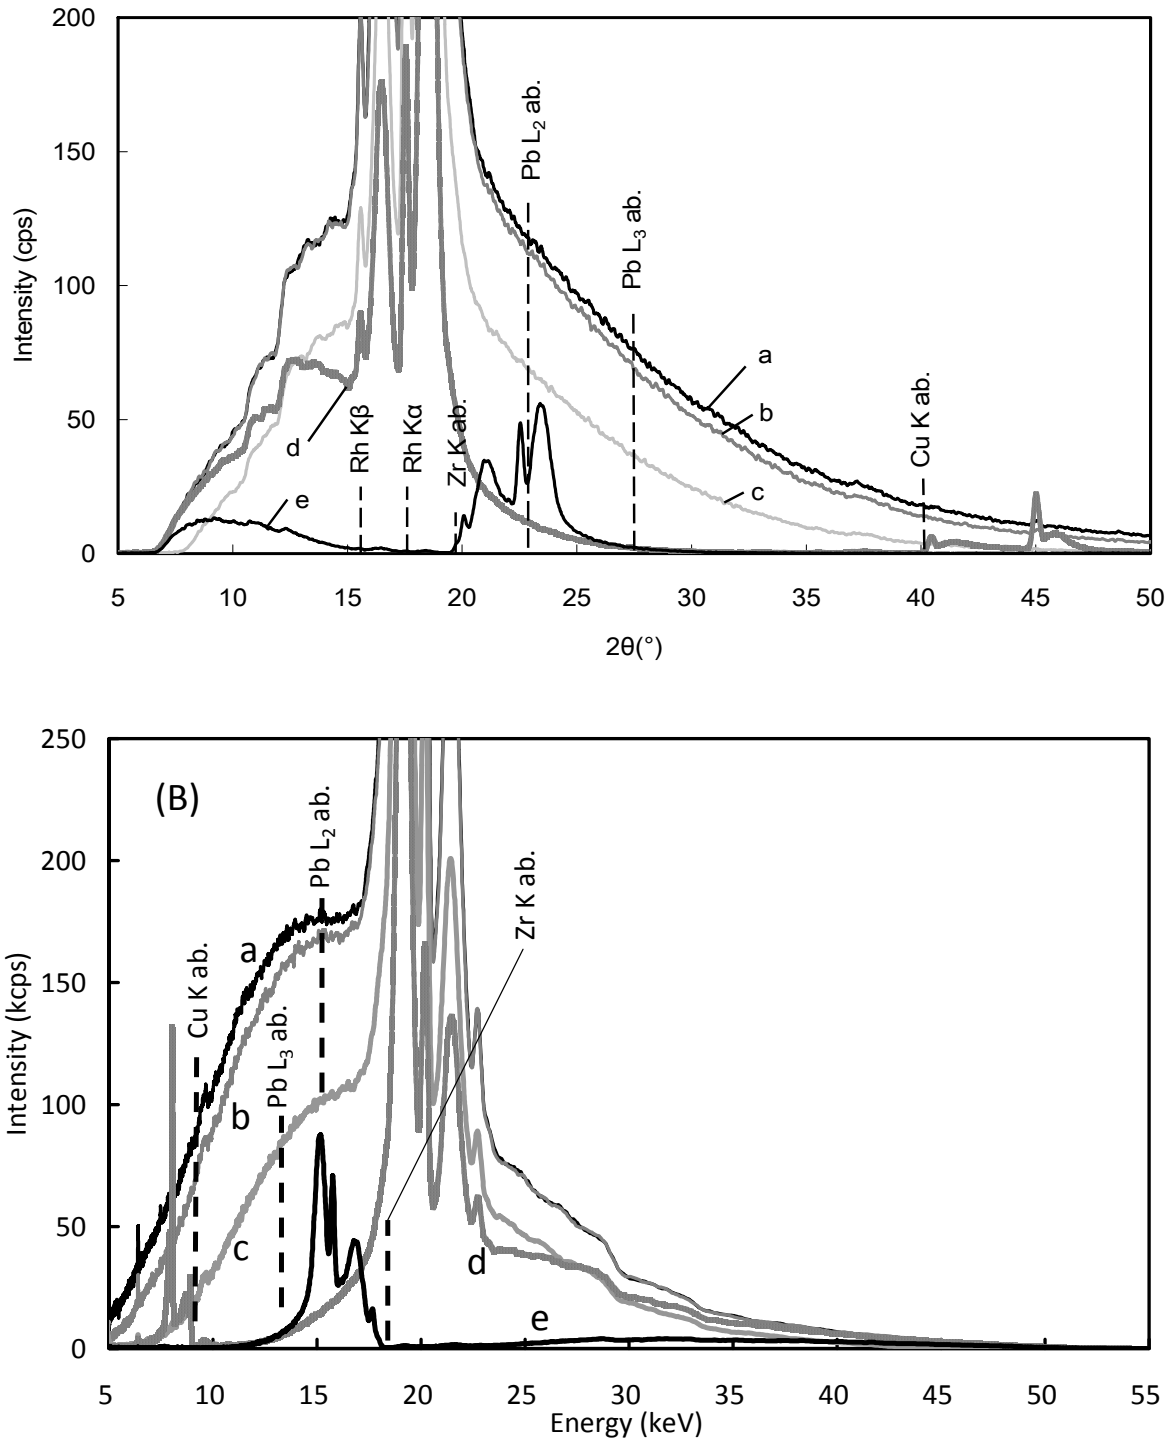 200
150
100
50
0
Intensity (cps)
Pb L₂ ab.
Pb L₃ ab.
Cu K ab.
Rh Kβ
Rh Kα
Zr K ab.
a
b
c
d
e
5 10 15 20 25 30 35 40 45 50
2θ(°)
250
200
150
100
50
0
Intensity (kcps)
(B)
Pb L₂ ab.
Cu K ab.
Pb L₃ ab.
Zr K ab.
a
b
c
d
e
5 10 15 20 25 30 35 40 45 50 55
Energy (keV)